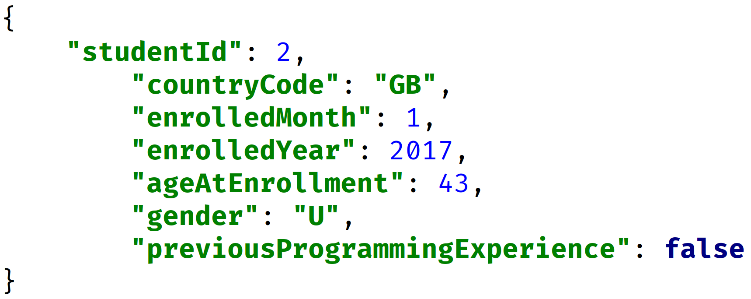 {
"studentId": 2,
"countryCode": "GB",
"enrolledMonth": 1,
"enrolledYear": 2017,
"ageAtEnrollment": 43,
"gender": "U",
"previousProgrammingExperience": false
}